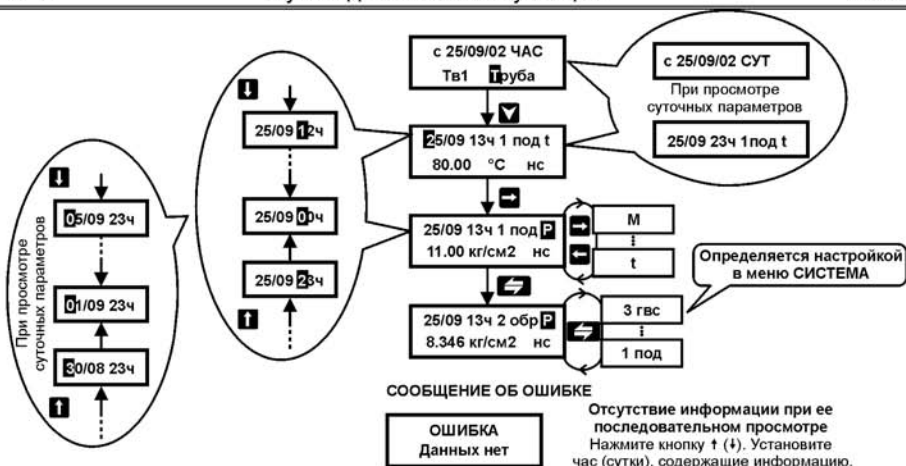 с 25/09/02 ЧАС
Тв1 Труба
с 25/09/02 СУТ
При просмотре
суточных параметров
25/09 23ч 1под t
25/09 12ч
25/09 00ч
25/09 23ч
25/09 13ч 1 под t
80.00 °C нс
25/09 13ч 1 под P
11.00 кг/см2 нс
М
t
Определяется настройкой
в меню СИСТЕМА
25/09 13ч 2 обр P
8.346 кг/см2 нс
3 гвс
1 под
При просмотре
суточных параметров
05/09 23ч
01/09 23ч
30/08 23ч
СООБЩЕНИЕ ОБ ОШИБКЕ
ОШИБКА
Данных нет
Отсутствие информации при ее
последовательном просмотре
Нажмите кнопку ↑ (↓). Установите
час (сутки), содержащие информацию.